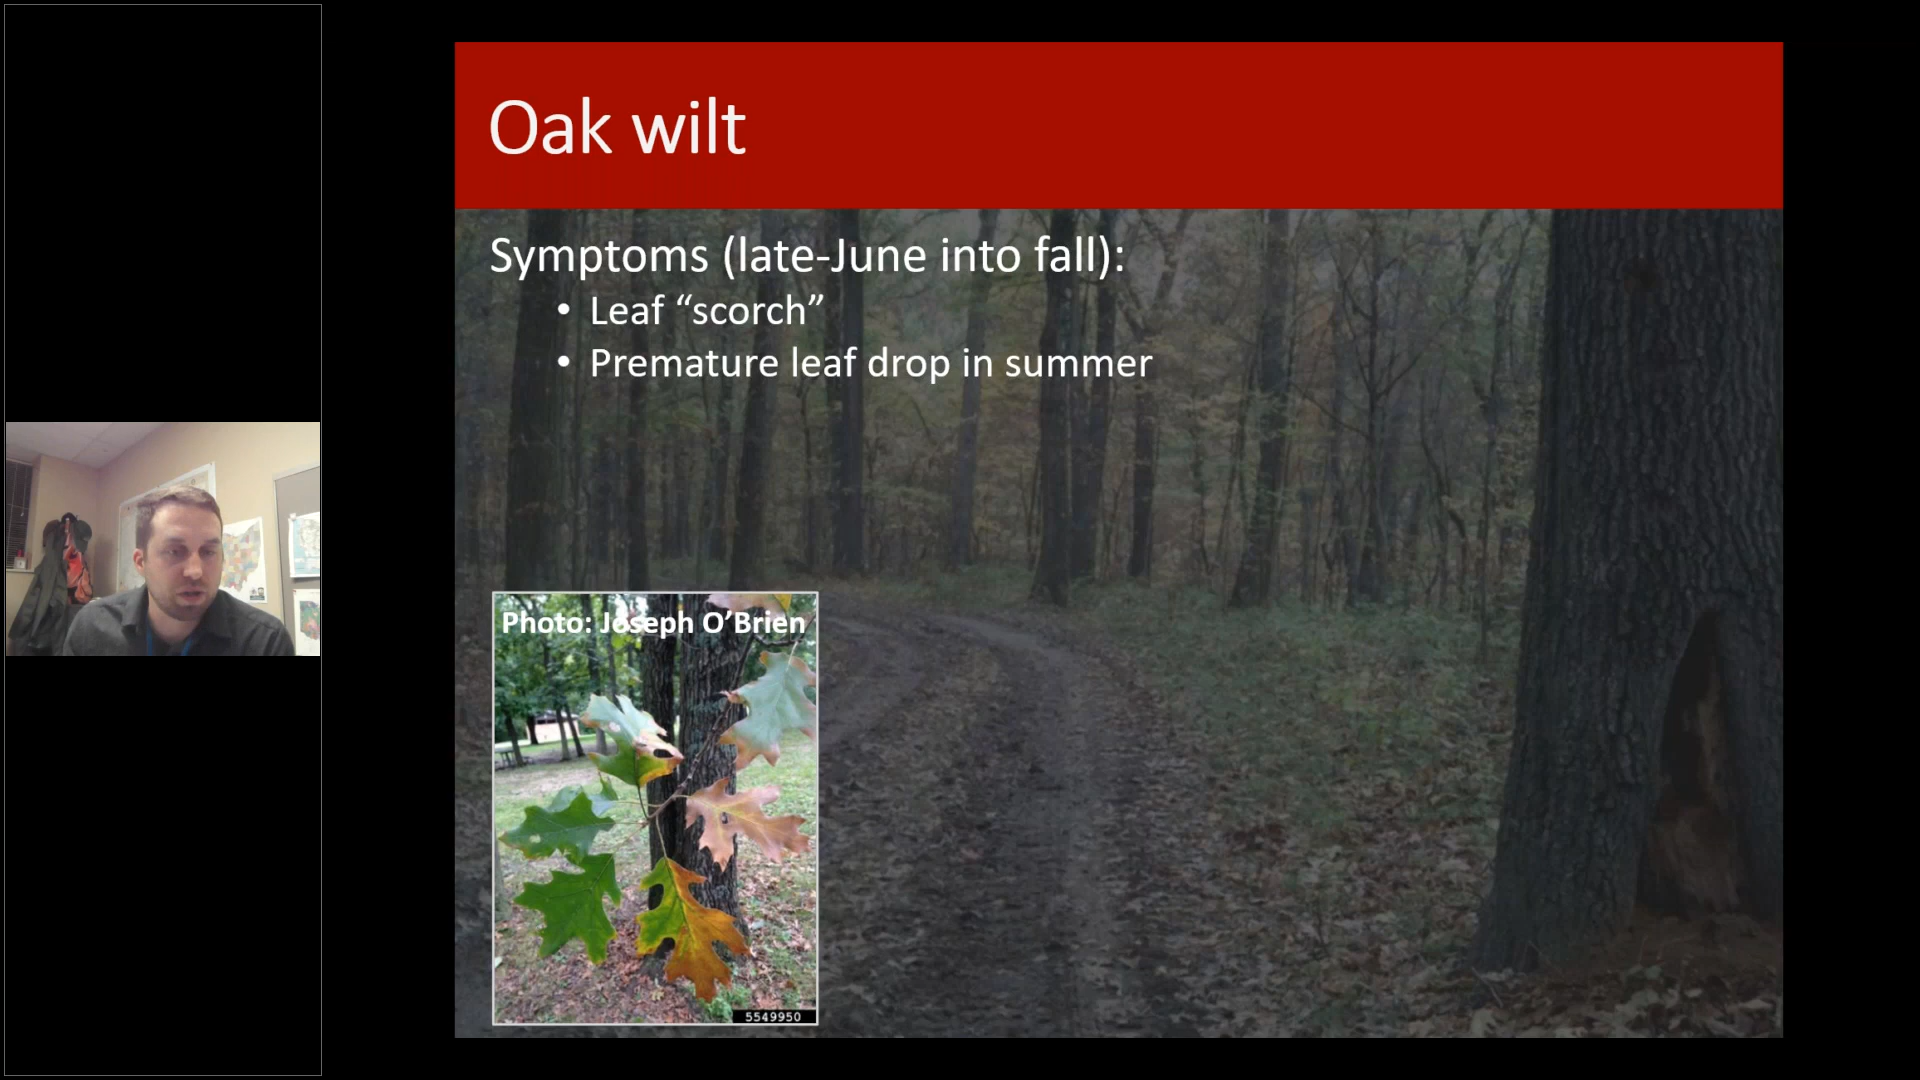 Oak wilt
Symptoms (late-June into fall):
• Leaf “scorch”
• Premature leaf drop in summer
Photo: Joseph O’Brien
5549950